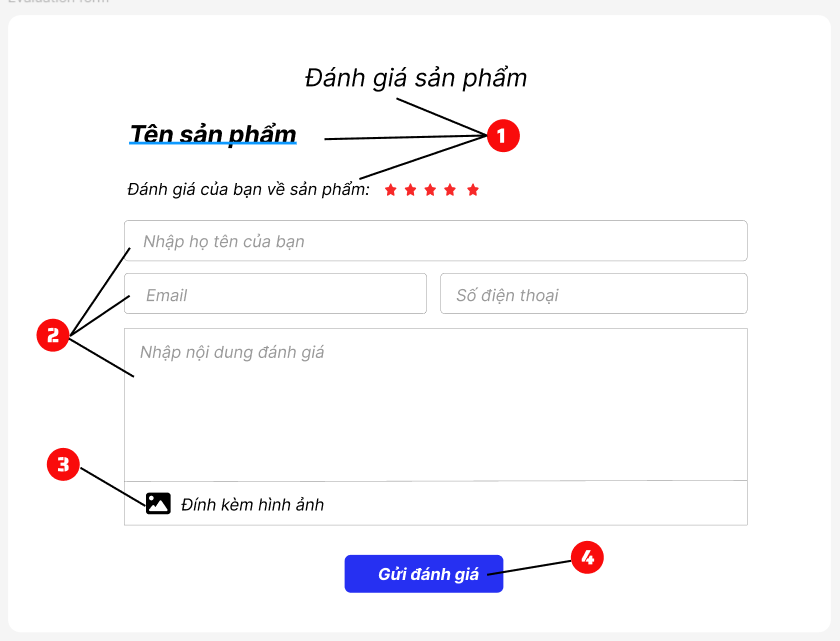 Đánh giá sản phẩm
Tên sản phẩm
1
Đánh giá của bạn về sản phẩm:
Nhập họ tên của bạn
Email
Số điện thoại
2
Nhập nội dung đánh giá
3
Đính kèm hình ảnh
4
Gửi đánh giá